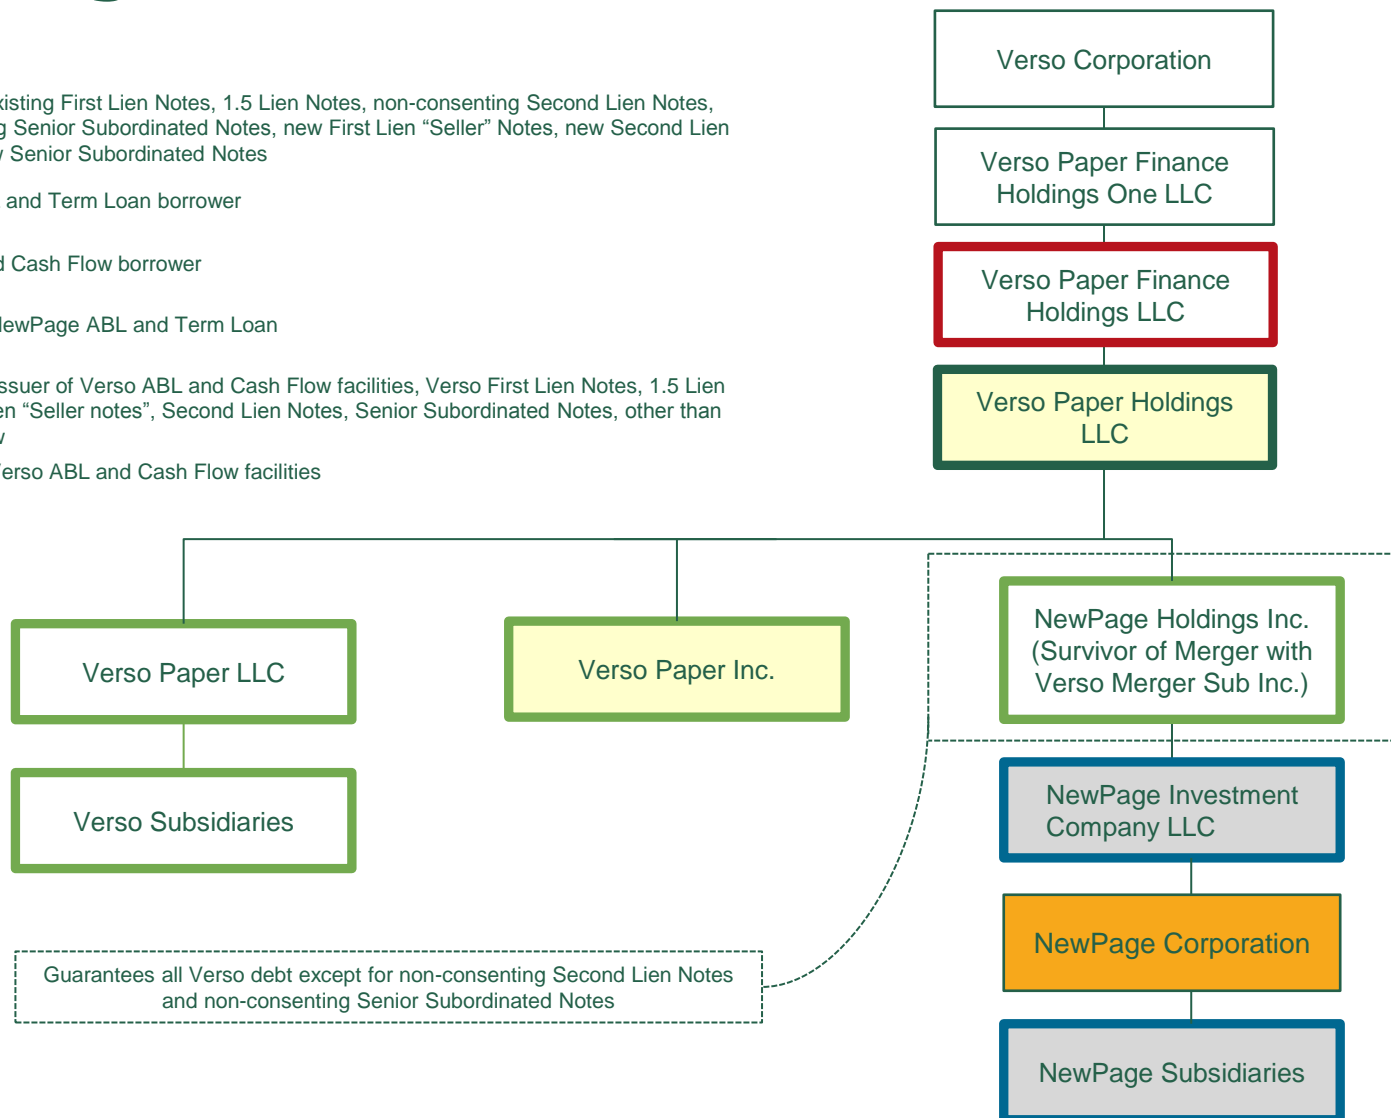 Verso Corporation
xisting First Lien Notes, 1.5 Lien Notes, non-consenting Second Lien Notes,
g Senior Subordinated Notes, new First Lien “Seller” Notes, new Second Lien
Senior Subordinated Notes
Verso Paper Finance
Holdings One LLC
and Term Loan borrower
d Cash Flow borrower
Verso Paper Finance
Holdings LLC
NewPage ABL and Term Loan
ssuer of Verso ABL and Cash Flow facilities, Verso First Lien Notes, 1.5 Lien
en “Seller notes”, Second Lien Notes, Senior Subordinated Notes, other than
Verso Paper Holdings
LLC
Verso ABL and Cash Flow facilities
Verso Paper LLC
Verso Paper Inc.
NewPage Holdings Inc.
(Survivor of Merger with
Verso Merger Sub Inc.)
Verso Subsidiaries
NewPage Investment
Company LLC
NewPage Corporation
Guarantees all Verso debt except for non-consenting Second Lien Notes
and non-consenting Senior Subordinated Notes
NewPage Subsidiaries